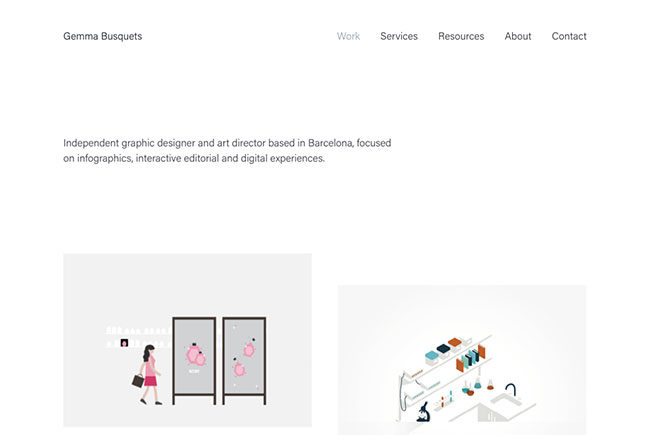 Gemma Busquets
Work Services Resources About Contact
Independent graphic designer and art director based in Barcelona, focused
on infographics, interactive editorial and digital experiences.